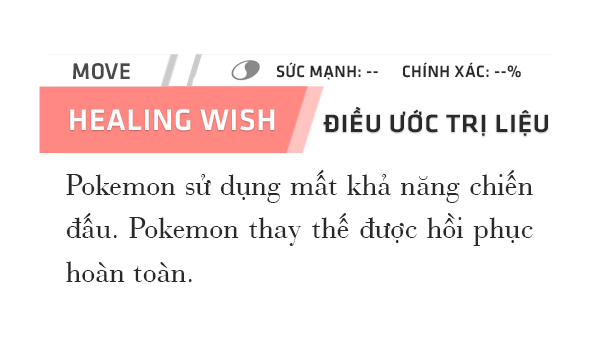 MOVE SỨC MẠNH: -- CHÍNH XÁC: --%
HEALING WISH ĐIỀU ƯỚC TRỊ LIỆU
Pokemon sử dụng mất khả năng chiến
đấu. Pokemon thay thế được hồi phục
hoàn toàn.